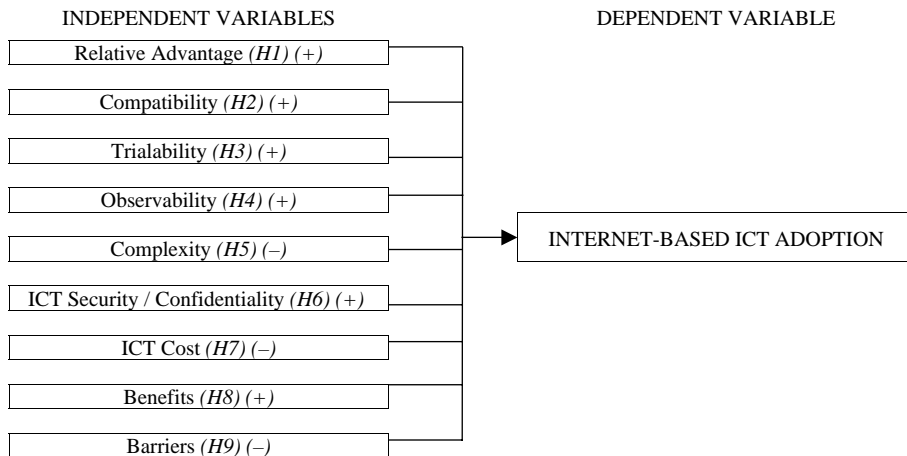 INDEPENDENT VARIABLES
DEPENDENT VARIABLE
Relative Advantage (H1) (+)
Compatibility (H2) (+)
Trialability (H3) (+)
Observability (H4) (+)
Complexity (H5) (–)
ICT Security / Confidentiality (H6) (+)
ICT Cost (H7) (–)
Benefits (H8) (+)
Barriers (H9) (–)
INTERNET-BASED ICT ADOPTION